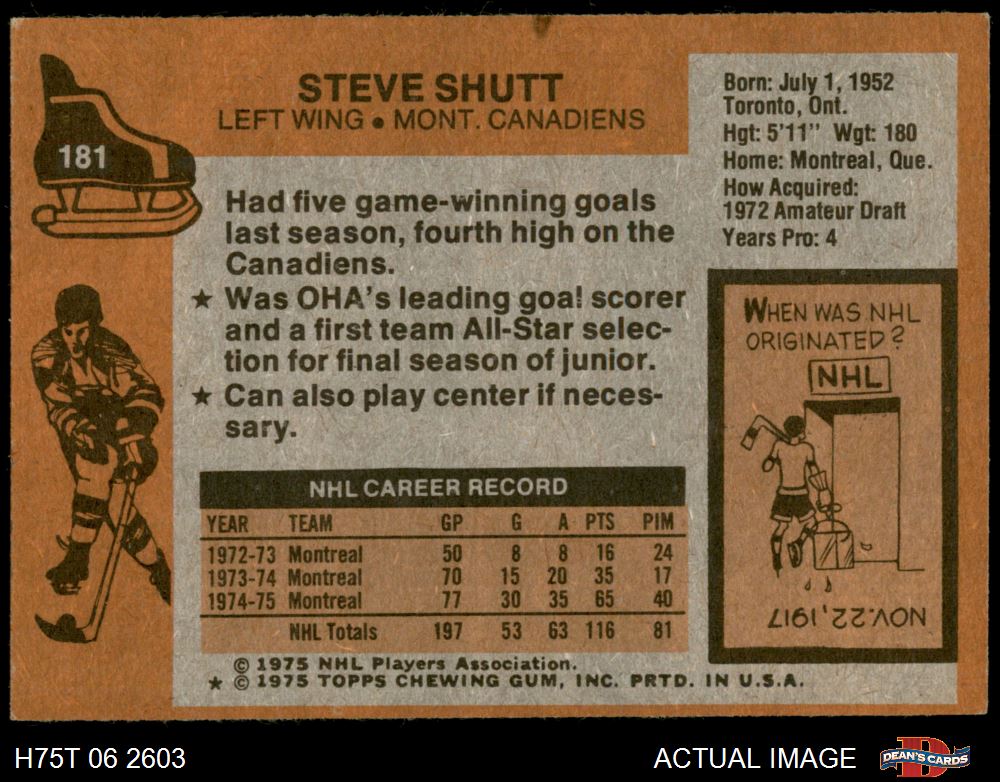 STEVE SHUTT
LEFT WING • MONT. CANADIENS
181
Born: July 1, 1952
Toronto, Ont.
Hgt: 5'11" Wgt: 180
Home: Montreal, Que.
How Acquired:
1972 Amateur Draft
Years Pro: 4
Had five game-winning goals
last season, fourth high on the
Canadiens.
★ Was OHA's leading goal scorer
and a first team All-Star selec-
tion for final season of junior.
★ Can also play center if neces-
sary.
WHEN WAS NHL
ORIGINATED?
NHL
NOV. 22, 1917
NHL CAREER RECORD
YEAR TEAM GP G A PTS PIM
1972-73 Montreal 50 8 8 16 24
1973-74 Montreal 70 15 20 35 17
1974-75 Montreal 77 30 35 65 40
NHL Totals 197 53 63 116 81
© 1975 NHL Players Association.
★ © 1975 TOPPS CHEWING GUM, INC. PRTD. IN U.S.A.
H75T 06 2603
ACTUAL IMAGE
DEAN'S CARDS